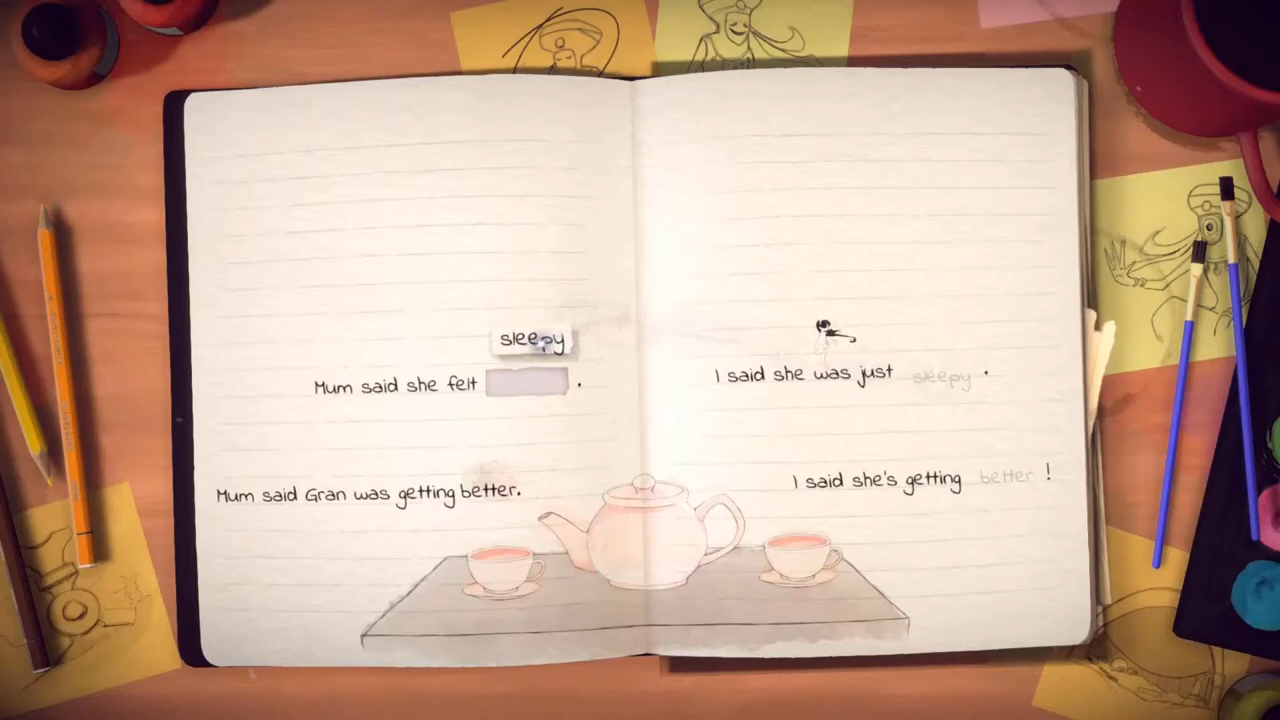 sleepy
Mum said she felt .
I said she was just sleepy .
Mum said Gran was getting better.
I said she's getting better !